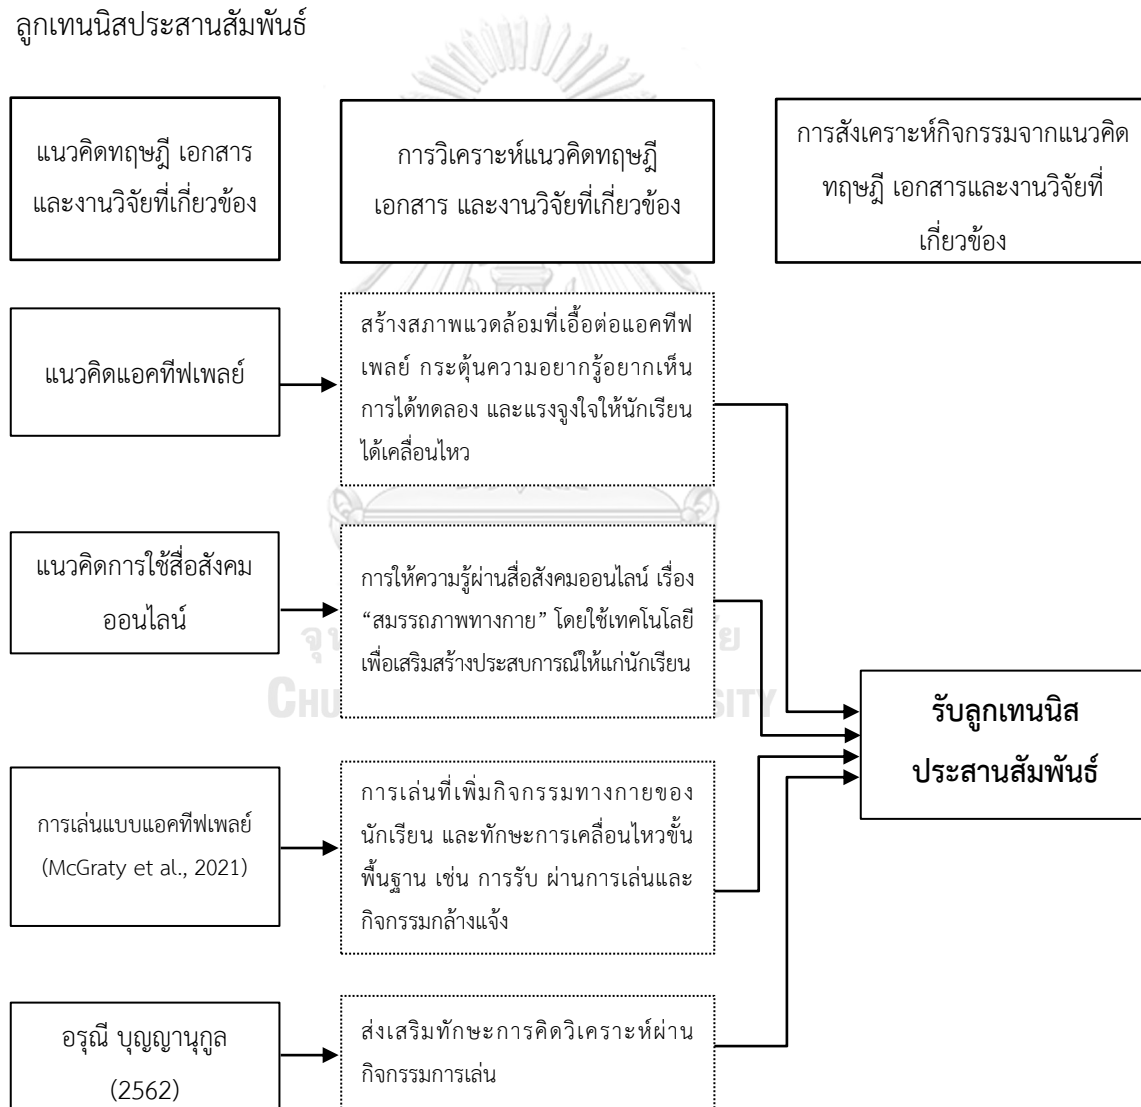 ลูกเทนนิสประสานสัมพันธ์
แนวคิดทฤษฎี เอกสาร
และงานวิจัยที่เกี่ยวข้อง
การวิเคราะห์แนวคิดทฤษฎี
เอกสาร และงานวิจัยที่เกี่ยวข้อง
การสังเคราะห์กิจกรรมจากแนวคิด
ทฤษฎี เอกสารและงานวิจัยที่
เกี่ยวข้อง
แนวคิดแอคทีฟเพลย์
สร้างสภาพแวดล้อมที่เอื้อต่อแอคทีฟ
เพลย์ กระตุ้นความอยากรู้อยากเห็น
การได้ทดลอง และแรงจูงใจให้นักเรียน
ได้เคลื่อนไหว
แนวคิดการใช้สื่อสังคม
ออนไลน์
การให้ความรู้ผ่านสื่อสังคมออนไลน์ เรื่อง
“สมรรถภาพทางกาย” โดยใช้เทคโนโลยี
เพื่อเสริมสร้างประสบการณ์ให้แก่นักเรียน
การเล่นแบบแอคทีฟเพลย์
(McGraty et al., 2021)
การเล่นที่เพิ่มกิจกรรมทางกายของ
นักเรียน และทักษะการเคลื่อนไหวขั้น
พื้นฐาน เช่น การรับ ผ่านการเล่นและ
กิจกรรมกล้างแจ้ง
อรุณี บุญญานุกูล
(2562)
ส่งเสริมทักษะการคิดวิเคราะห์ผ่าน
กิจกรรมการเล่น
รับลูกเทนนิส
ประสานสัมพันธ์